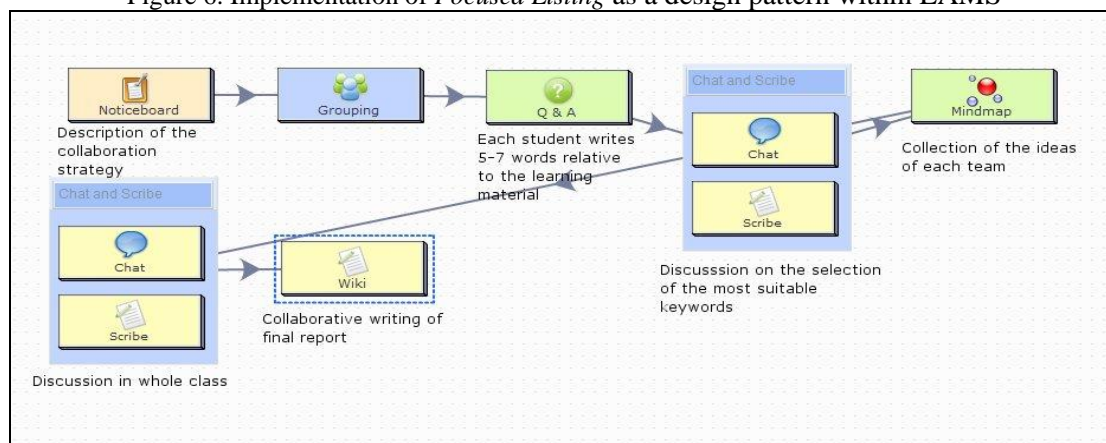 Figure 6. Implementation of Focused Listing as a design pattern within LAMS
Noticeboard
Description of the
collaboration
strategy
Grouping
Q & A
Each student writes
5-7 words relative
to the learning
material
Chat and Scribe
Chat
Scribe
Discusssion on the selection
of the most suitable
keywords
Mindmap
Collection of the ideas
of each team
Chat and Scribe
Chat
Scribe
Discussion in whole class
Wiki
Collaborative writing of
final report